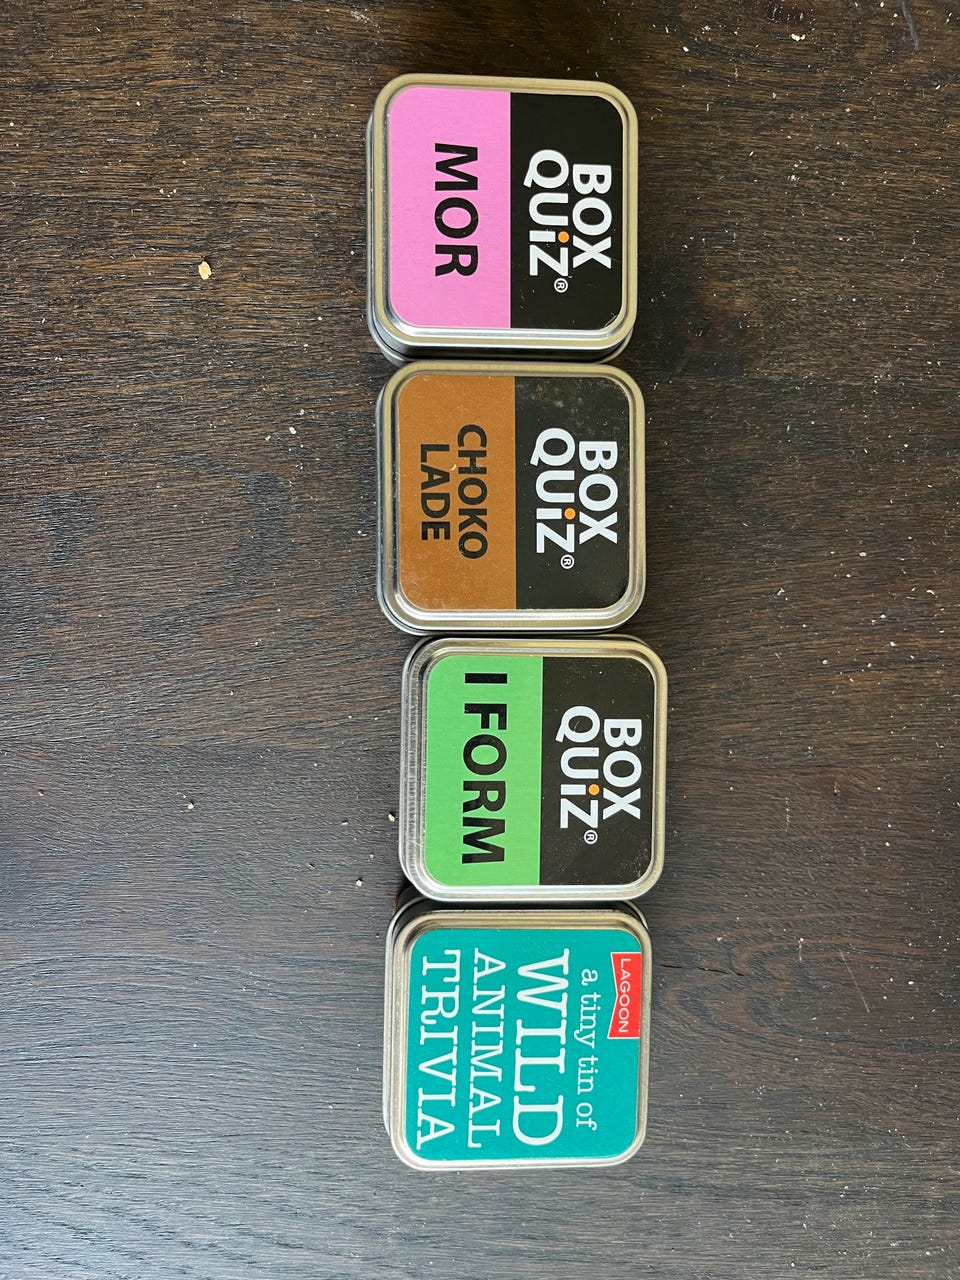 BOX
QUiZ®
MOR
BOX
QUiZ®
CHOKO
LADE
BOX
QUiZ®
I FORM
LAGOON
a tiny tin of
WILD
ANIMAL
TRIVIA